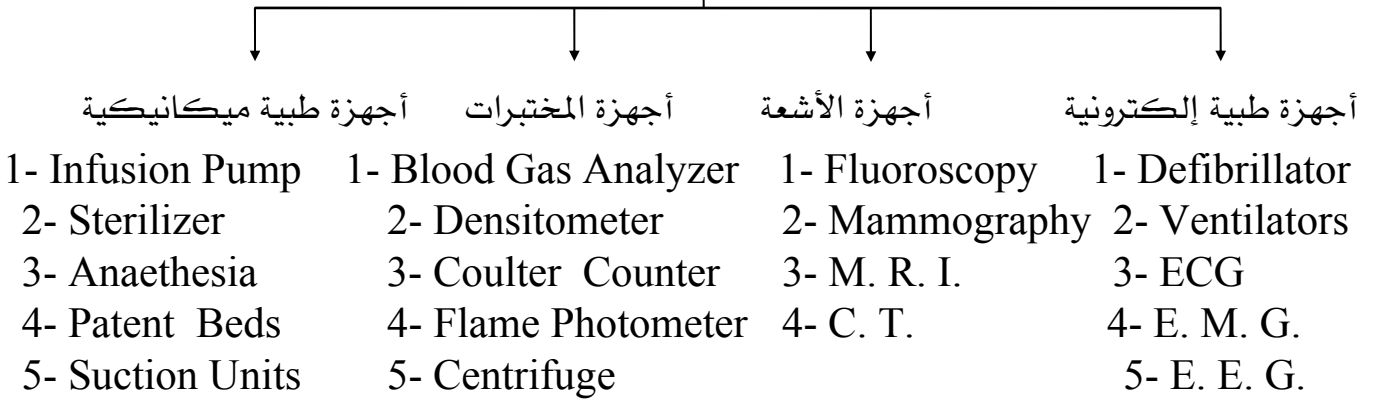 أجهزة طبية إلكترونية أجهزة الأشعة أجهزة المختبرات أجهزة طبية ميكانيكية
1- Infusion Pump 1- Blood Gas Analyzer 1- Fluoroscopy 1- Defibrillator
2- Sterilizer 2- Densitometer 2- Mammography 2- Ventilators
3- Anaethesia 3- Coulter Counter 3- M. R. I. 3- ECG
4- Patent Beds 4- Flame Photometer 4- C. T. 4- E. M. G.
5- Suction Units 5- Centrifuge 5- E. E. G.